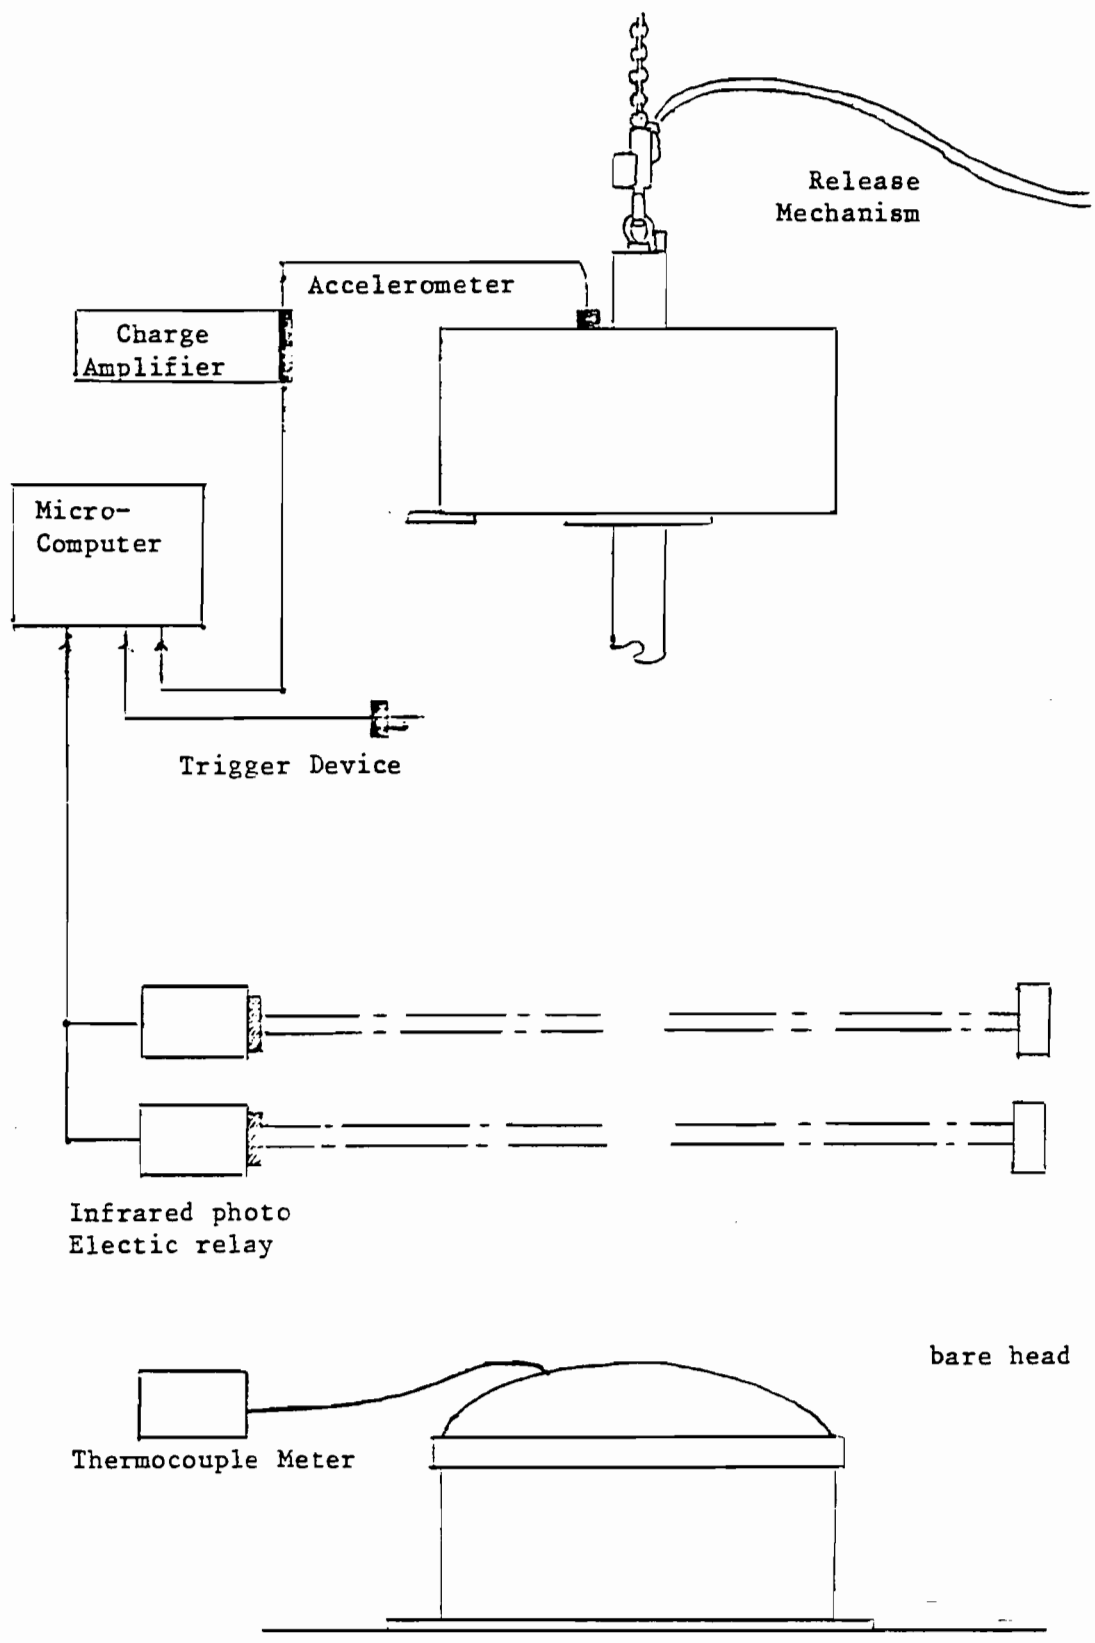 Release
Mechanism
Accelerometer
Charge
Amplifier
Micro-
Computer
Trigger Device
Infrared photo
Electic relay
bare head
Thermocouple Meter